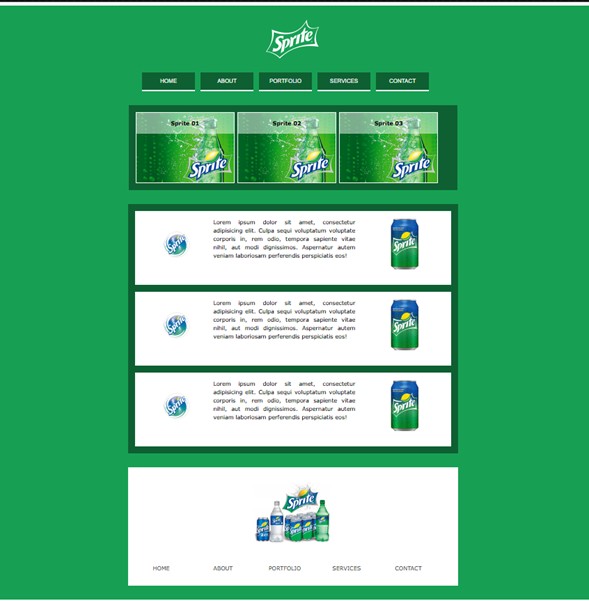 Sprite
HOME ABOUT PORTFOLIO SERVICES CONTACT
Sprite 01 Sprite 02 Sprite 03
Sprite Sprite Sprite
Lorem ipsum dolor sit amet, consectetur
adipisicing elit. Culpa sequi voluptatum voluptate
corporis in, rem odio, tempora sapiente vitae
nihil, aut modi dignissimos. Aspernatur autem
veniam laboriosam perferendis perspiciatis eos!
Sprite
Sprite
Lorem ipsum dolor sit amet, consectetur
adipisicing elit. Culpa sequi voluptatum voluptate
corporis in, rem odio, tempora sapiente vitae
nihil, aut modi dignissimos. Aspernatur autem
veniam laboriosam perferendis perspiciatis eos!
Sprite
Sprite
Lorem ipsum dolor sit amet, consectetur
adipisicing elit. Culpa sequi voluptatum voluptate
corporis in, rem odio, tempora sapiente vitae
nihil, aut modi dignissimos. Aspernatur autem
veniam laboriosam perferendis perspiciatis eos!
Sprite
Sprite
Sprite
HOME ABOUT PORTFOLIO SERVICES CONTACT